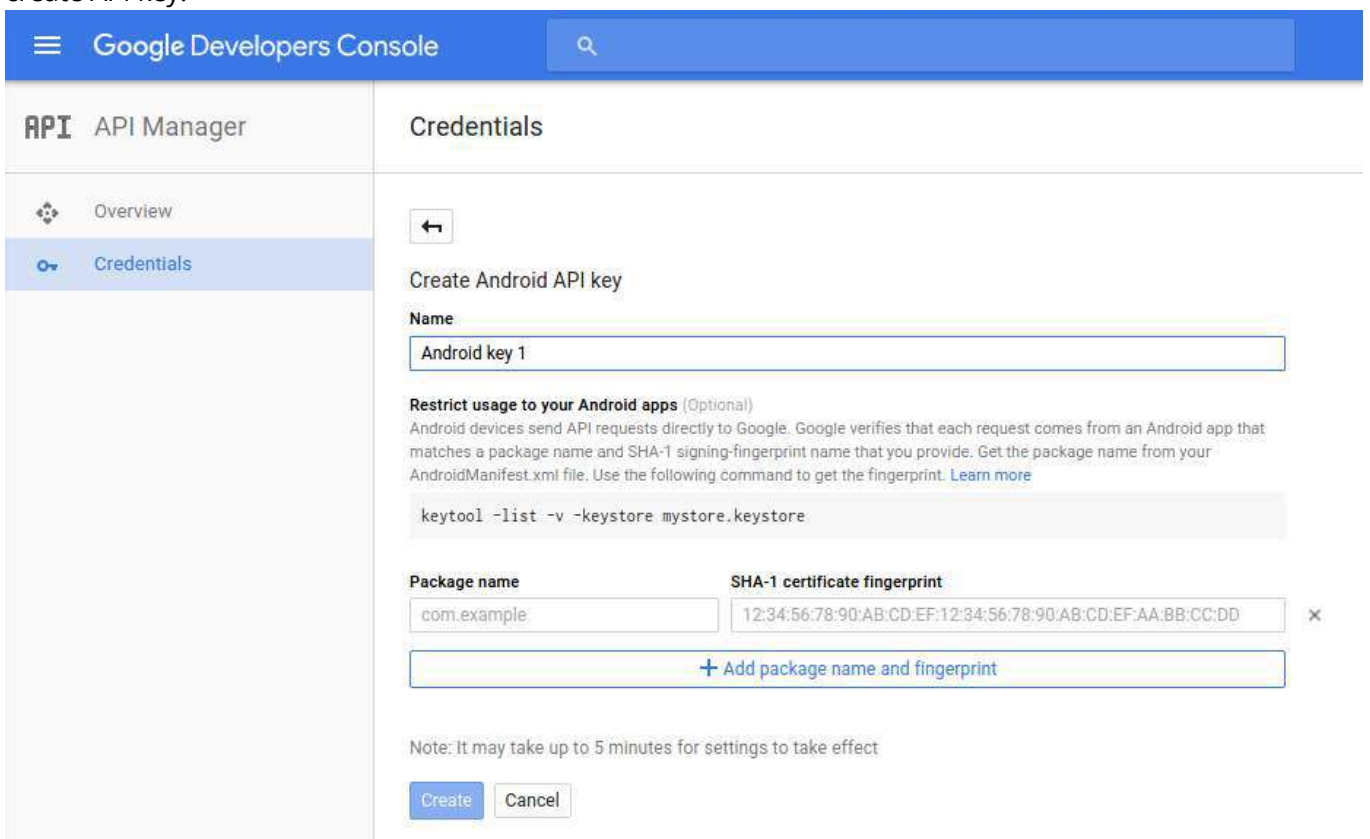 create API key.
Google Developers Console
API API Manager
Credentials
Overview
Credentials
Create Android API key
Name
Android key 1
Restrict usage to your Android apps (Optional)
Android devices send API requests directly to Google. Google verifies that each request comes from an Android app that
matches a package name and SHA-1 signing-fingerprint name that you provide. Get the package name from your
AndroidManifest.xml file. Use the following command to get the fingerprint. Learn more
keytool -list -v -keystore mystore.keystore
Package name SHA-1 certificate fingerprint
com.example 12:34:56:78:90:AB:CD:EF:12:34:56:78:90:AB:CD:EF:AA:BB:CC:DD
+ Add package name and fingerprint
Note: It may take up to 5 minutes for settings to take effect
Create Cancel